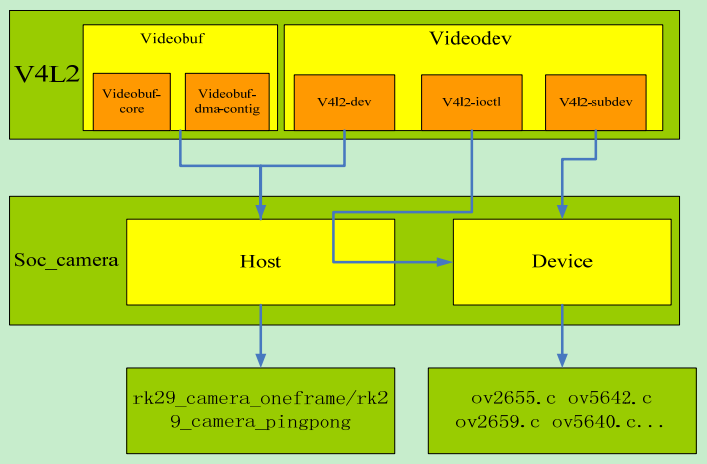 V4L2
Videobuf
Videodev
Videobuf-
core
Videobuf-
dma-contig
V4l2-dev
V4l2-ioctl
V4l2-subdev
Soc_camera
Host
Device
rk29_camera_oneframe/rk2
9_camera_pingpong
ov2655.c ov5642.c
ov2659.c ov5640.c...